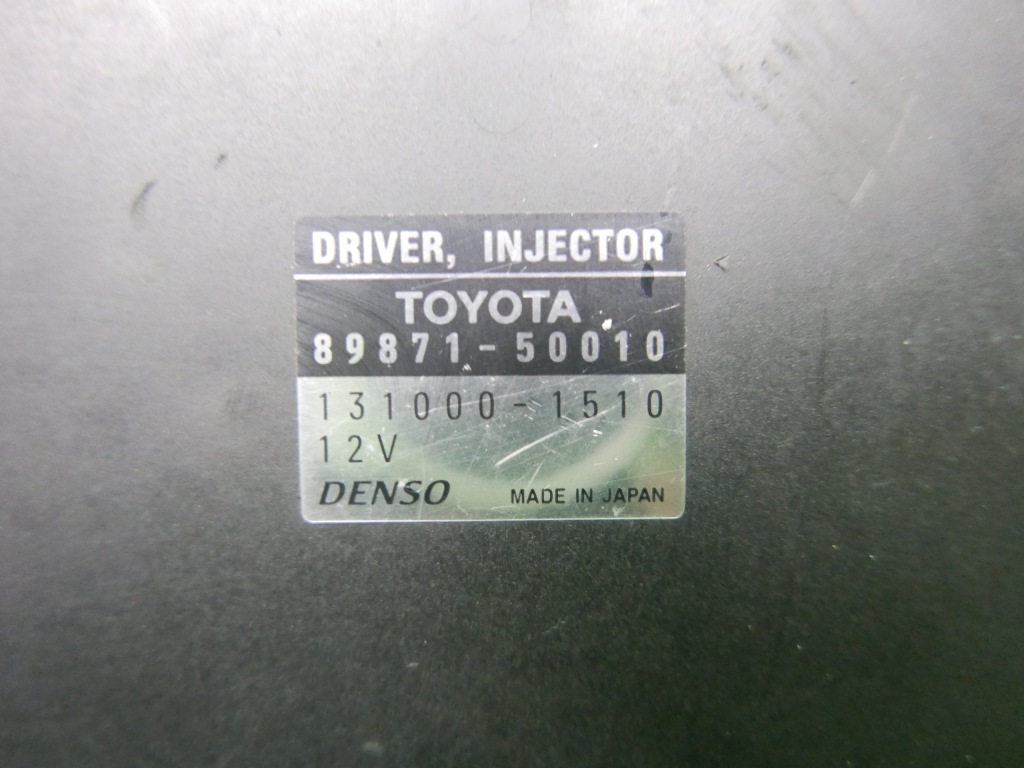 DRIVER, INJECTOR
TOYOTA
89871-50010
131000-1510
12V
DENSO MADE IN JAPAN